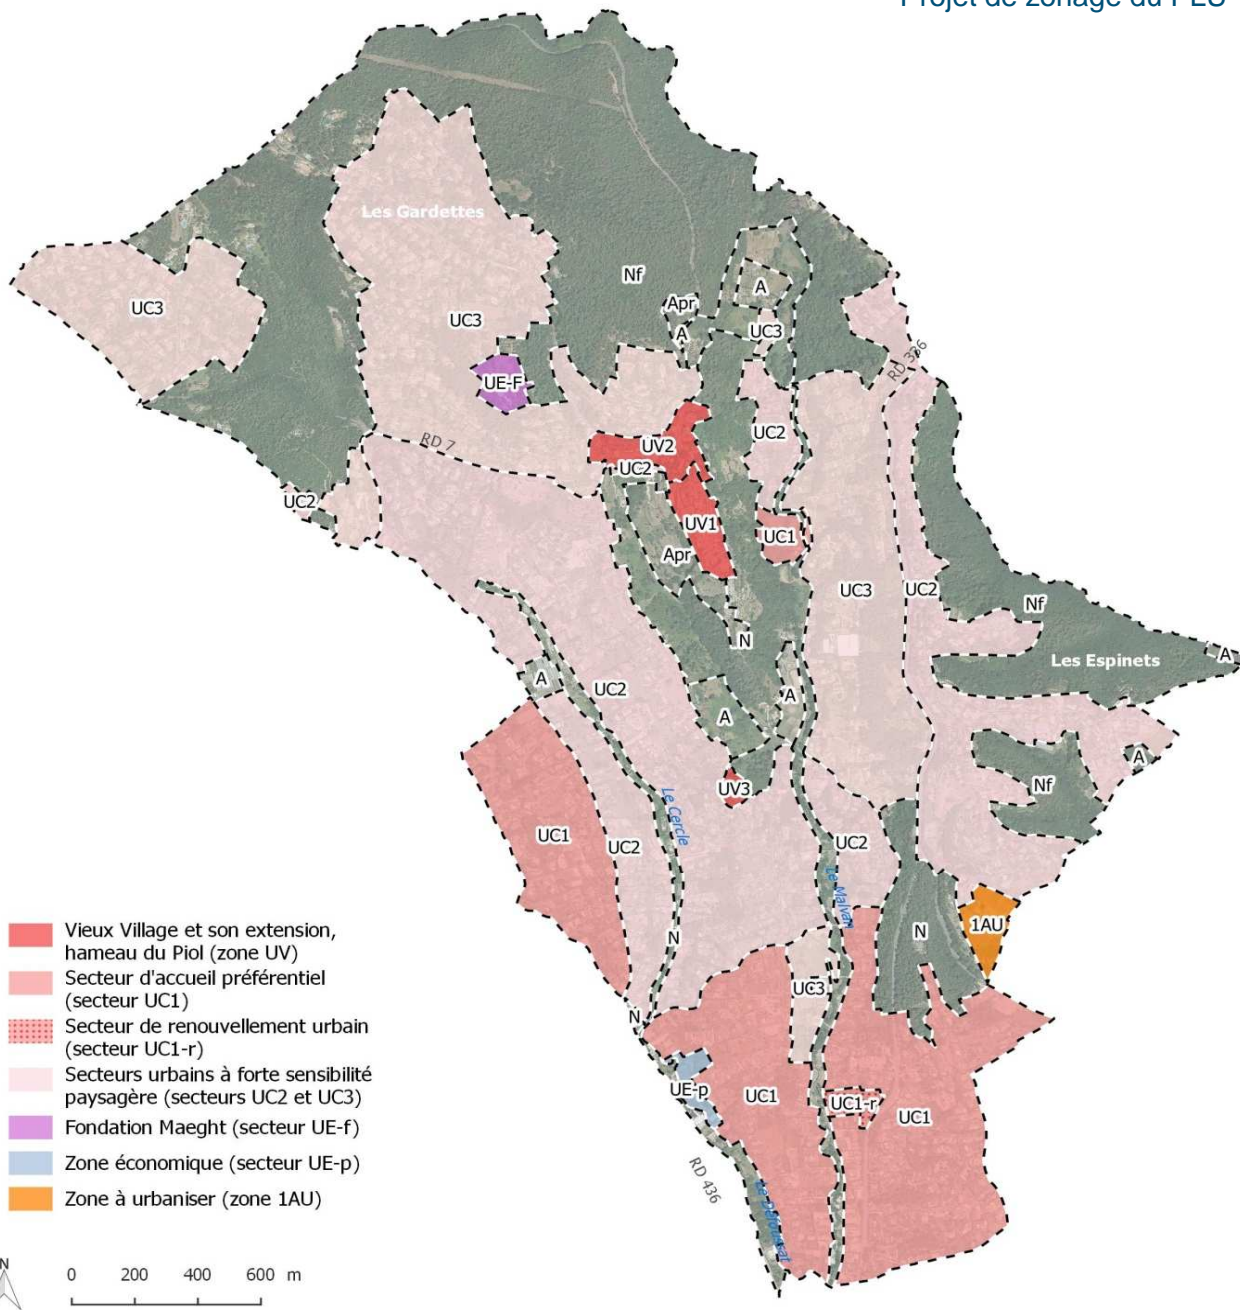 Projet de zonage du PLU
Les Gardettes
UC3
Nf
Apr
A
A
UC3
UC3
RD 336
UE-F
UC2
RD 7
UV2
UC2
UC2
UV1
UC1
Apr
UC3
UC2
Nf
N
Les Espinets
A
A
UC2
A
A
A
Nf
UV3
Le Cercle
UC1
UC2
UC2
Le Malvan
1AU
N
N
UC3
N
UE-p
UC1
UC1-r
UC1
RD 436
Vieux Village et son extension,
hameau du Piol (zone UV)
Secteur d'accueil préférentiel
(secteur UC1)
Secteur de renouvellement urbain
(secteur UC1-r)
Secteurs urbains à forte sensibilité
paysagère (secteurs UC2 et UC3)
Fondation Maeght (secteur UE-f)
Zone économique (secteur UE-p)
Zone à urbaniser (zone 1AU)
N
0 200 400 600 m